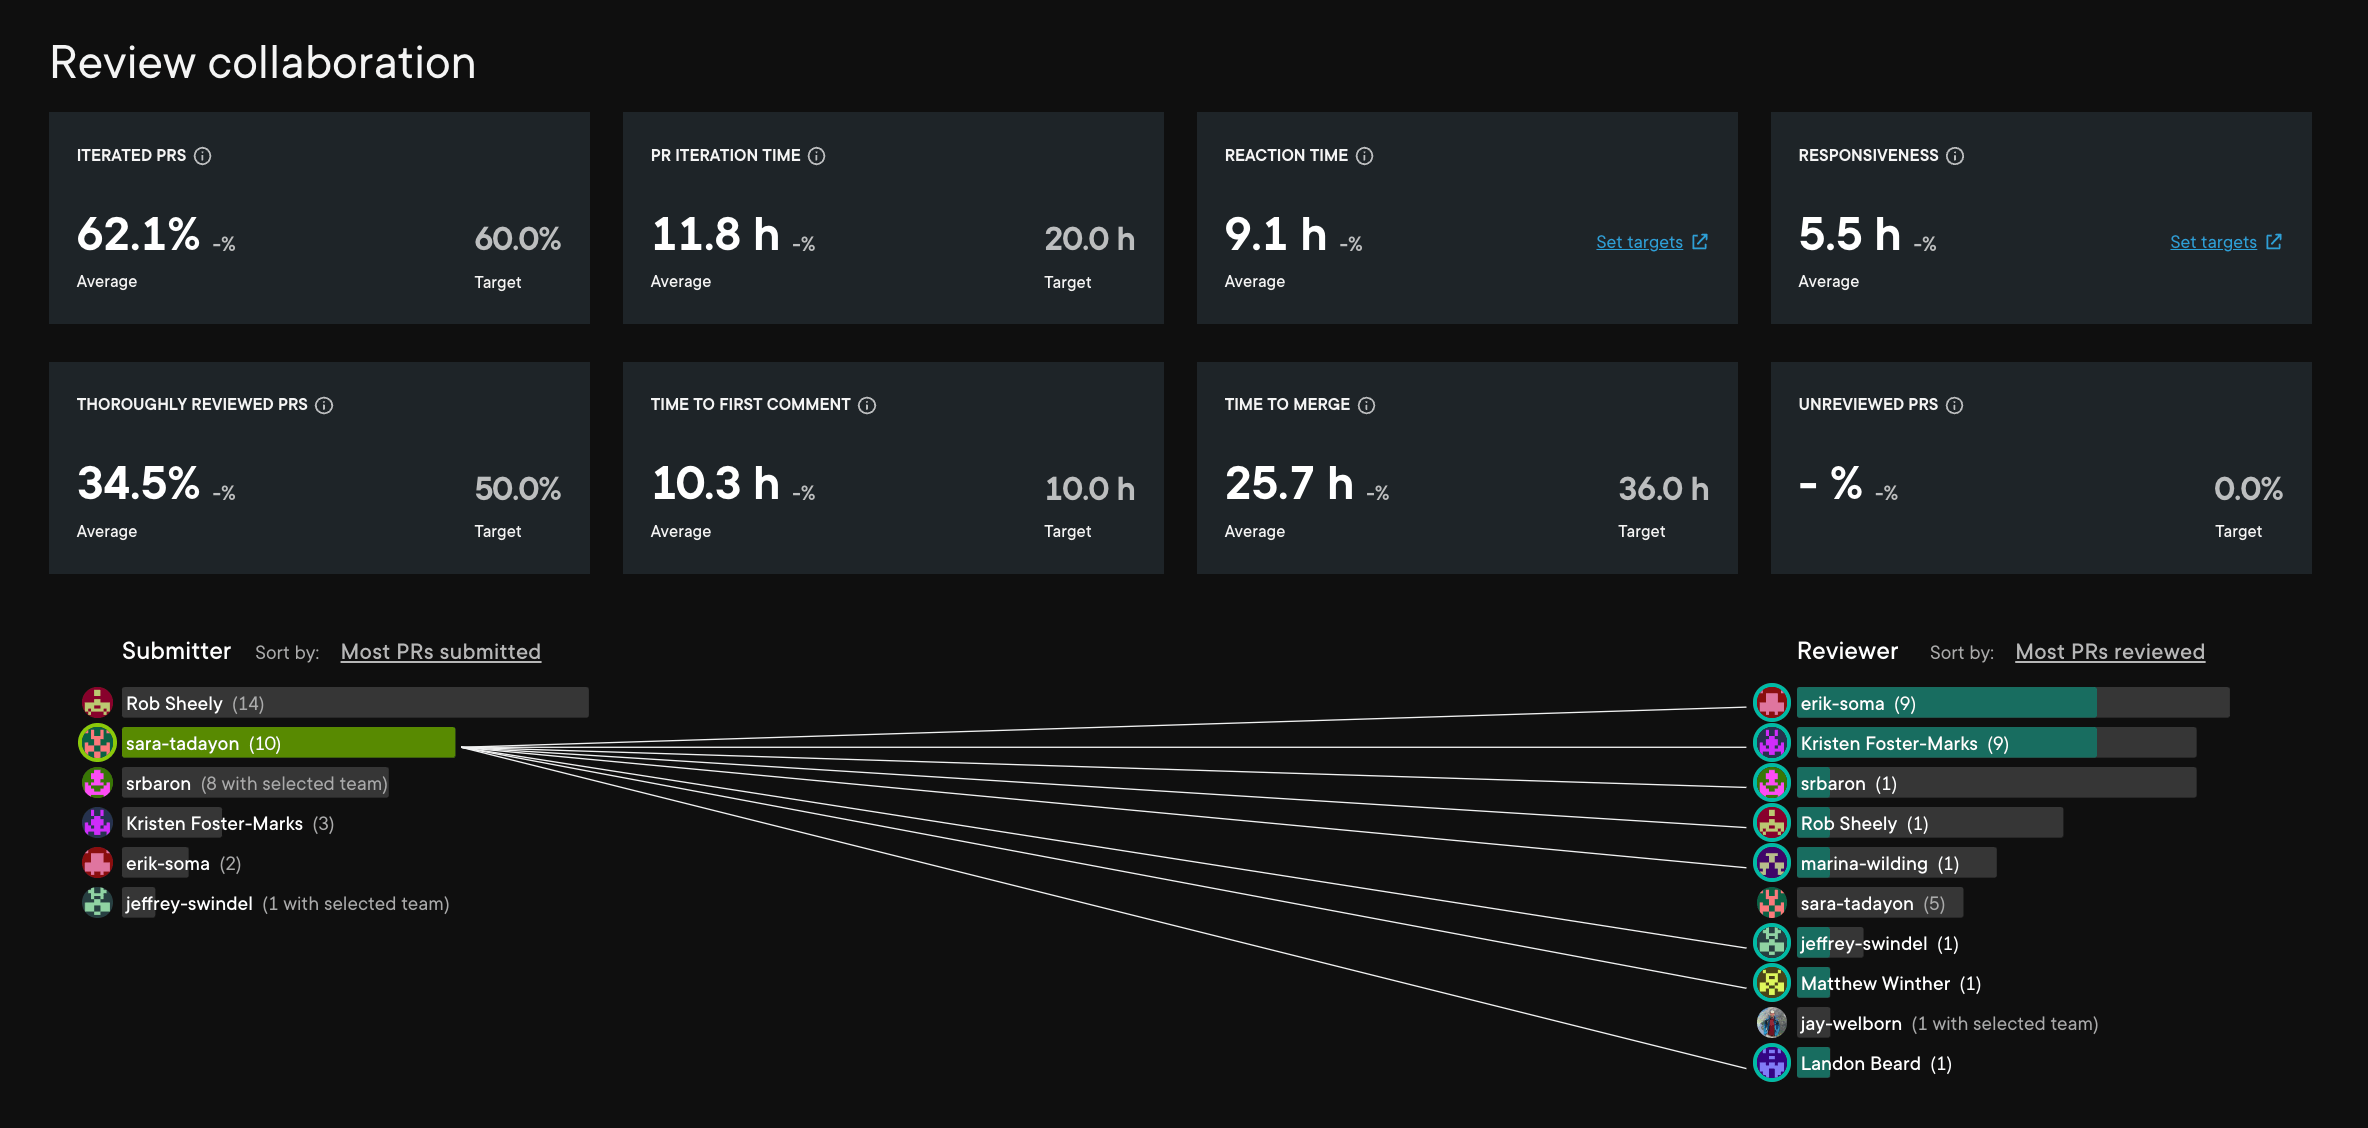 Review collaboration
ITERATED PRS
62.1% -% 60.0%
Average Target
PR ITERATION TIME
11.8 h -% 20.0 h
Average Target
REACTION TIME
9.1 h -% Set targets
Average
RESPONSIVENESS
5.5 h -% Set targets
Average
THOROUGHLY REVIEWED PRS
34.5% -% 50.0%
Average Target
TIME TO FIRST COMMENT
10.3 h -% 10.0 h
Average Target
TIME TO MERGE
25.7 h -% 36.0 h
Average Target
UNREVIEWED PRS
- % -% 0.0%
Target
Submitter Sort by: Most PRs submitted
Rob Sheely (14)
sara-tadayon (10)
srbaron (8 with selected team)
Kristen Foster-Marks (3)
erik-soma (2)
jeffrey-swindel (1 with selected team)
Reviewer Sort by: Most PRs reviewed
erik-soma (9)
Kristen Foster-Marks (9)
srbaron (1)
Rob Sheely (1)
marina-wilding (1)
sara-tadayon (5)
jeffrey-swindel (1)
Matthew Winther (1)
jay-welborn (1 with selected team)
Landon Beard (1)